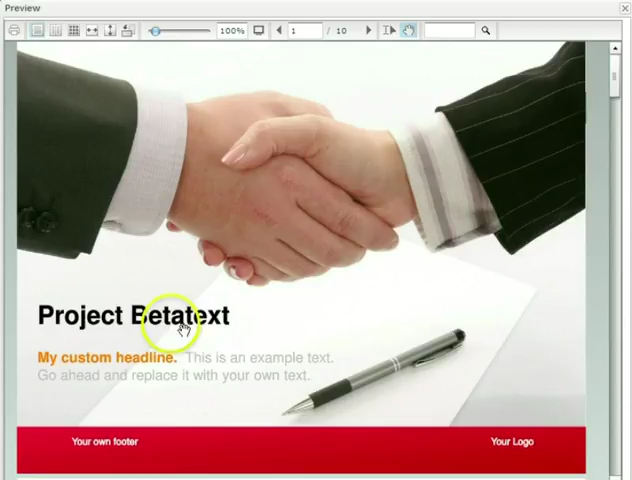 Preview
100%
1 / 10
Project Betatext
My custom headline. This is an example text.
Go ahead and replace it with your own text.
Your own footer
Your Logo